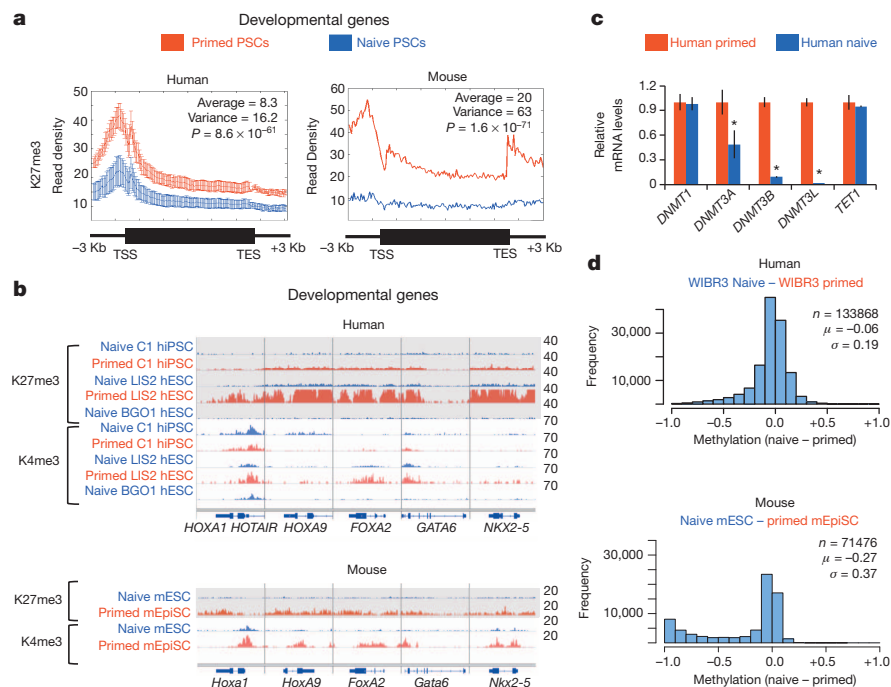 a
Developmental genes
Primed PSCs
Naive PSCs
Human
Mouse
K27me3
Read density
50
40
30
20
10
Average = 8.3
Variance = 16.2
P = 8.6 × 10⁻⁶¹
Read Density
60
50
40
30
20
10
Average = 20
Variance = 63
P = 1.6 × 10⁻⁷¹
−3 Kb
TSS
TES
+3 Kb
−3 Kb
TSS
TES
+3 Kb
b
Developmental genes
Human
K27me3
Naive C1 hiPSC
40
Primed C1 hiPSC
40
Naive LIS2 hESC
40
Primed LIS2 hESC
40
Naive BGO1 hESC
40
K4me3
Naive C1 hiPSC
70
Primed C1 hiPSC
70
Naive LIS2 hESC
70
Primed LIS2 hESC
70
Naive BGO1 hESC
70
HOXA1 HOTAIR HOXA9 FOXA2 GATA6 NKX2-5
Mouse
K27me3
Naive mESC
20
Primed mEpiSC
20
K4me3
Naive mESC
20
Primed mEpiSC
20
Hoxa1 HoxA9 FoxA2 Gata6 Nkx2-5
c
Human primed
Human naive
Relative
mRNA levels
1.2
0.9
0.6
0.3
0
*
*
*
DNMT1
DNMT3A
DNMT3B
DNMT3L
TET1
d
Human
WIBR3 Naive – WIBR3 primed
n = 133868
μ = −0.06
σ = 0.19
Frequency
30,000
10,000
−1.0 −0.5 0.0 +0.5 +1.0
Methylation (naive – primed)
Mouse
Naive mESC – primed mEpiSC
n = 71476
μ = −0.27
σ = 0.37
Frequency
30,000
10,000
−1.0 −0.5 0.0 +0.5 +1.0
Methylation (naive – primed)